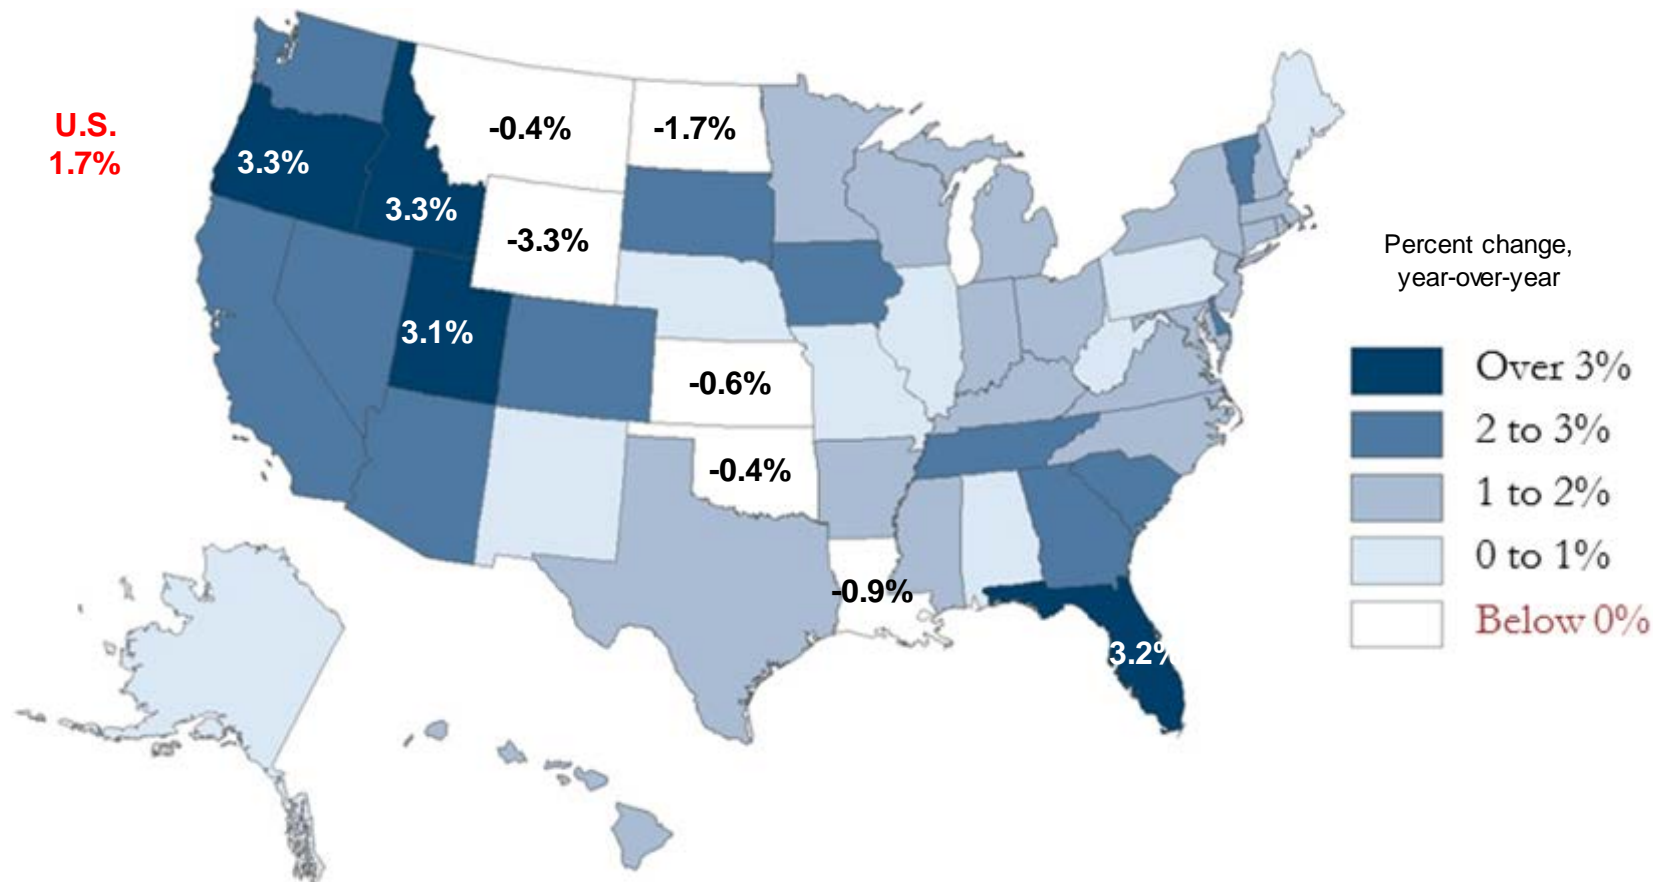 U.S.
1.7%
-0.4%
-1.7%
3.3%
3.3%
-3.3%
3.1%
-0.6%
-0.4%
-0.9%
3.2%
Percent change,
year-over-year
Over 3%
2 to 3%
1 to 2%
0 to 1%
Below 0%